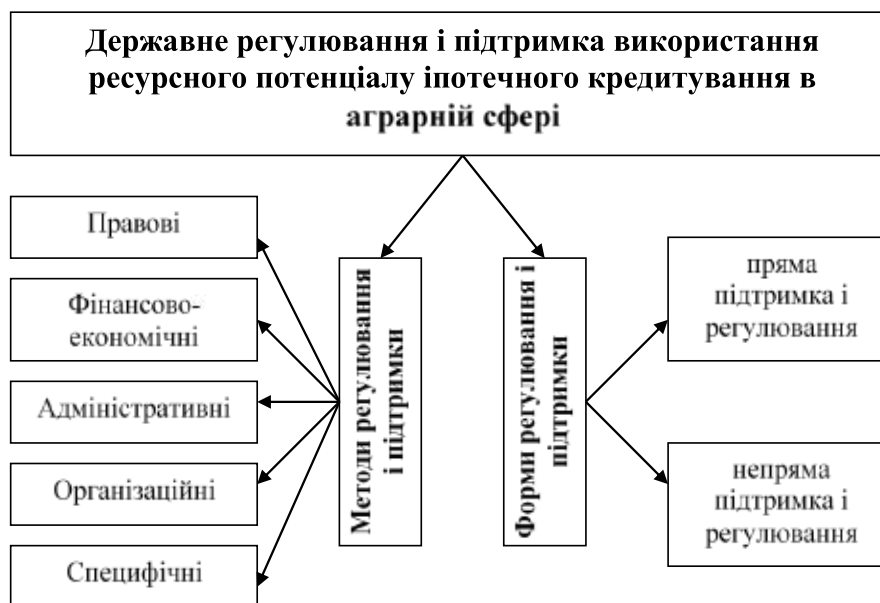 Державне регулювання і підтримка використання
ресурсного потенціалу іпотечного кредитування в
аграрній сфері
Правові
Фінансово-
економічні
Адміністративні
Організаційні
Специфічні
Методи регулювання
і підтримки
Форми регулювання і
підтримки
пряма
підтримка і
регулювання
непряма
підтримка і
регулювання